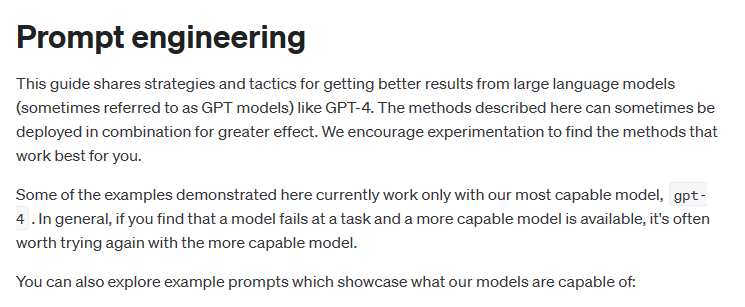 Prompt engineering
This guide shares strategies and tactics for getting better results from large language models
(sometimes referred to as GPT models) like GPT-4. The methods described here can sometimes be
deployed in combination for greater effect. We encourage experimentation to find the methods that
work best for you.
Some of the examples demonstrated here currently work only with our most capable model, gpt-
4 . In general, if you find that a model fails at a task and a more capable model is available, it's often
worth trying again with the more capable model.
You can also explore example prompts which showcase what our models are capable of: